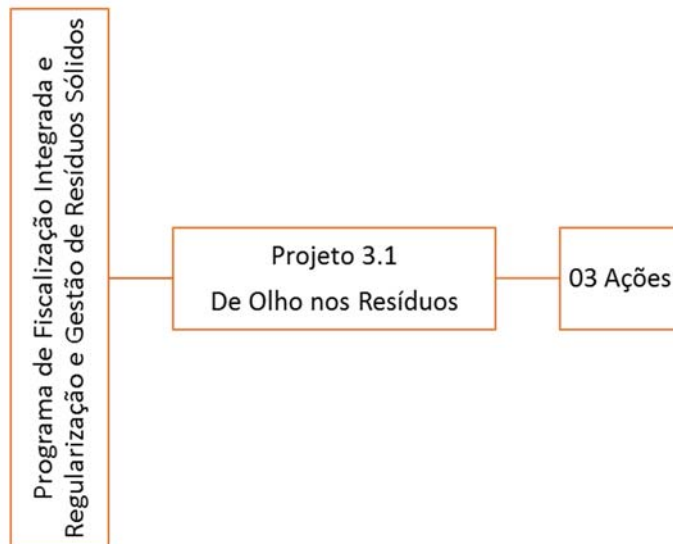 Programa de Fiscalização Integrada e
Regularização e Gestão de Resíduos Sólidos
Projeto 3.1
De Olho nos Resíduos
03 Ações